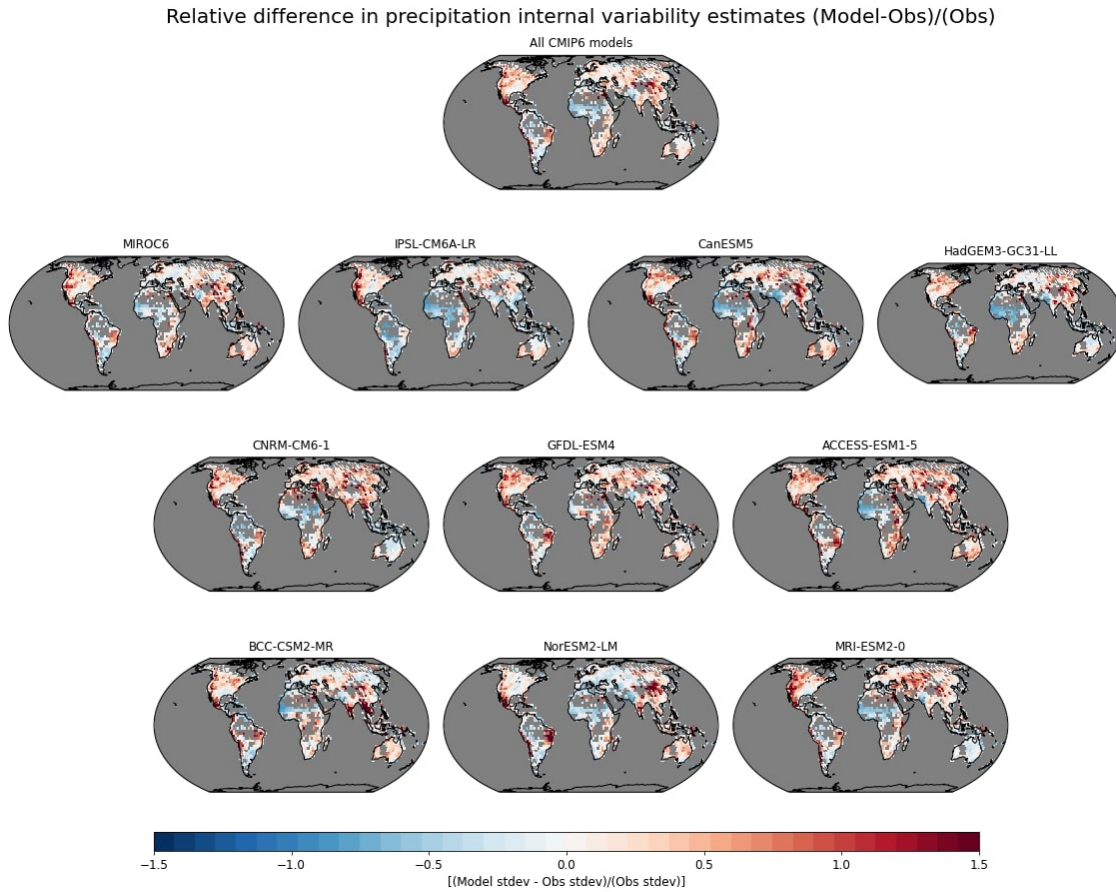 Relative difference in precipitation internal variability estimates (Model-Obs)/(Obs)
All CMIP6 models
MIROC6
IPSL-CM6A-LR
CanESM5
HadGEM3-GC31-LL
CNRM-CM6-1
GFDL-ESM4
ACCESS-ESM1-5
BCC-CSM2-MR
NorESM2-LM
MRI-ESM2-0
−1.5 −1.0 −0.5 0.0 0.5 1.0 1.5
[(Model stdev - Obs stdev)/(Obs stdev)]